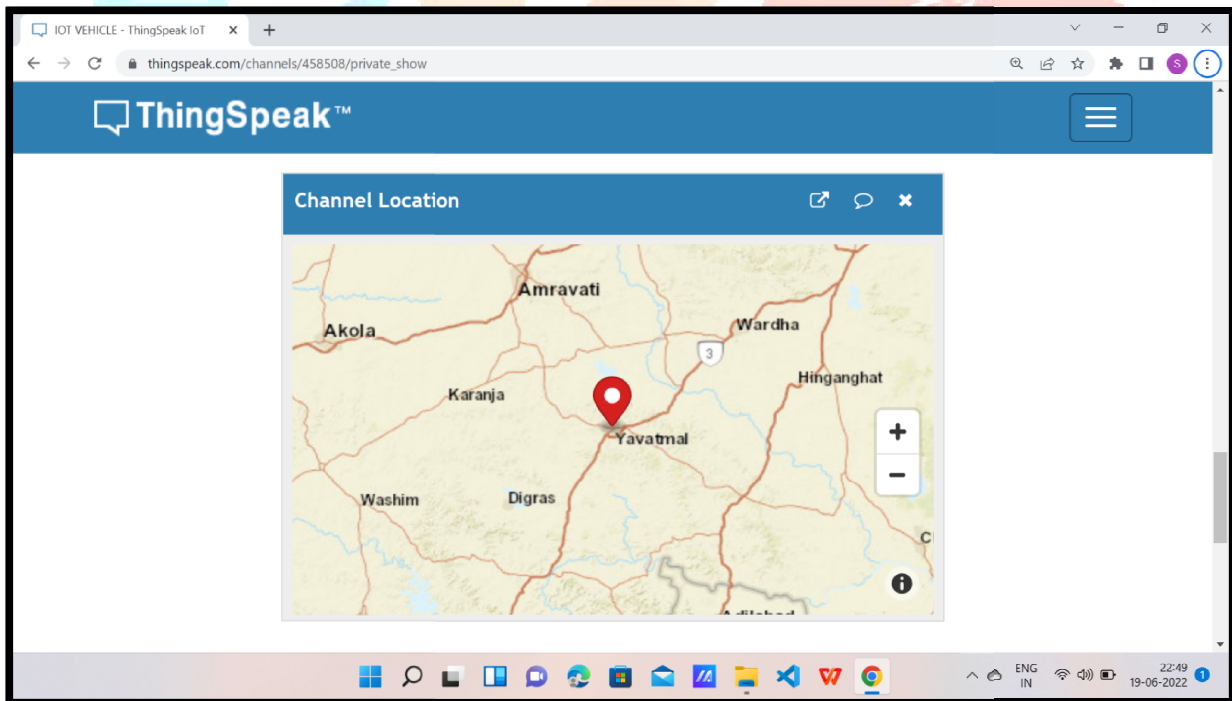 IOT VEHICLE - ThingSpeak IoT
thingspeak.com/channels/458508/private_show
S
ThingSpeak™
Channel Location
Amravati
Akola
Wardha
3
Hinganghat
Karanja
Yavatmal
Washim
Digras
ENG
IN
22:49
19-06-2022
1